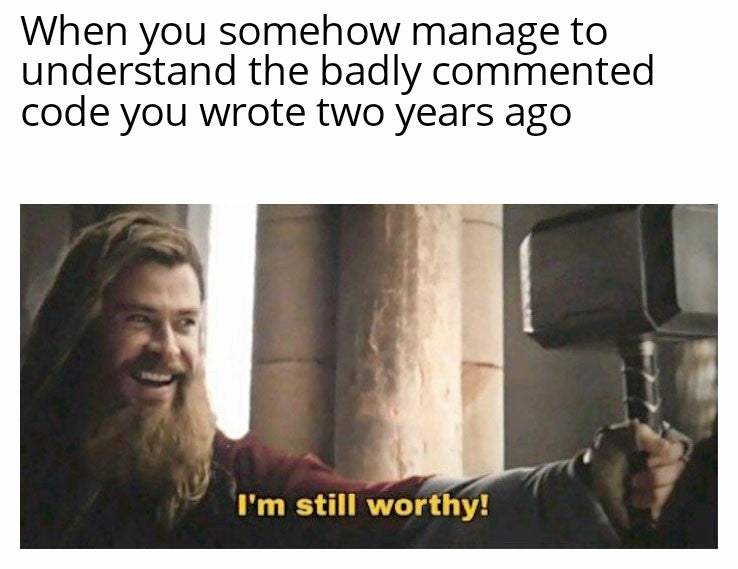 When you somehow manage to
understand the badly commented
code you wrote two years ago
I'm still worthy!